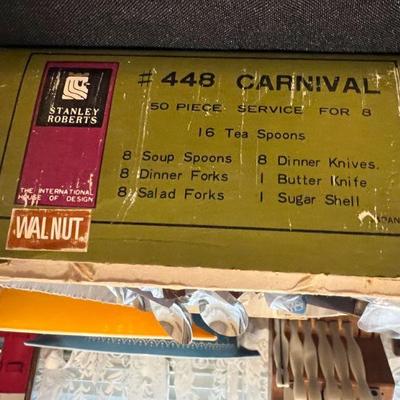 # 448 CARNIVAL
50 PIECE SERVICE FOR 8
16 Tea Spoons
8 Soup Spoons
8 Dinner Knives.
8 Dinner Forks
1 Butter Knife
8 Salad Forks
1 Sugar Shell
STANLEY
ROBERTS
THE INTERNATIONAL
HOUSE OF DESIGN
WALNUT